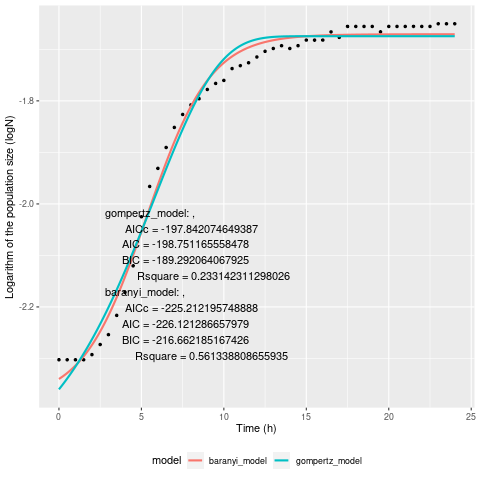 Logarithm of the population size (logN)
-1.8
-2.0
-2.2
gompertz_model: ,
AICc = -197.842074649387
AIC = -198.751165558478
BIC = -189.292064067925
Rsquare = 0.233142311298026
baranyi_model: ,
AICc = -225.212195748888
AIC = -226.121286657979
BIC = -216.662185167426
Rsquare = 0.561338808655935
0 5 10 15 20 25
Time (h)
model baranyi_model gompertz_model